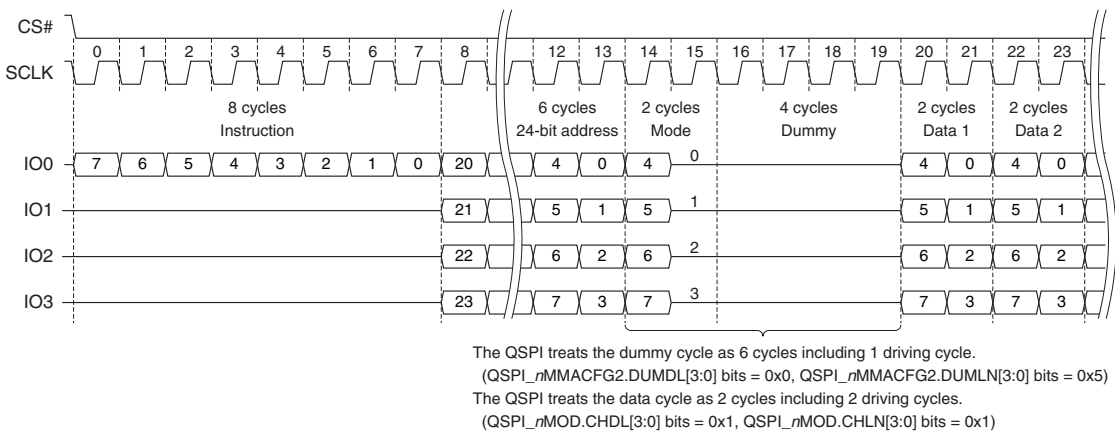 CS#
0 1 2 3 4 5 6 7 8 12 13 14 15 16 17 18 19 20 21 22 23
SCLK
8 cycles 6 cycles 2 cycles 4 cycles 2 cycles 2 cycles
Instruction 24-bit address Mode Dummy Data 1 Data 2
IO0 7 6 5 4 3 2 1 0 20 4 0 4 0 4 0 4 0
IO1 21 5 1 5 1 5 1 5 1
IO2 22 6 2 6 2 6 2 6 2
IO3 23 7 3 7 3 7 3 7 3
The QSPI treats the dummy cycle as 6 cycles including 1 driving cycle.
(QSPI_nMMACFG2.DUMDL[3:0] bits = 0x0, QSPI_nMMACFG2.DUMLN[3:0] bits = 0x5)
The QSPI treats the data cycle as 2 cycles including 2 driving cycles.
(QSPI_nMOD.CHDL[3:0] bits = 0x1, QSPI_nMOD.CHLN[3:0] bits = 0x1)